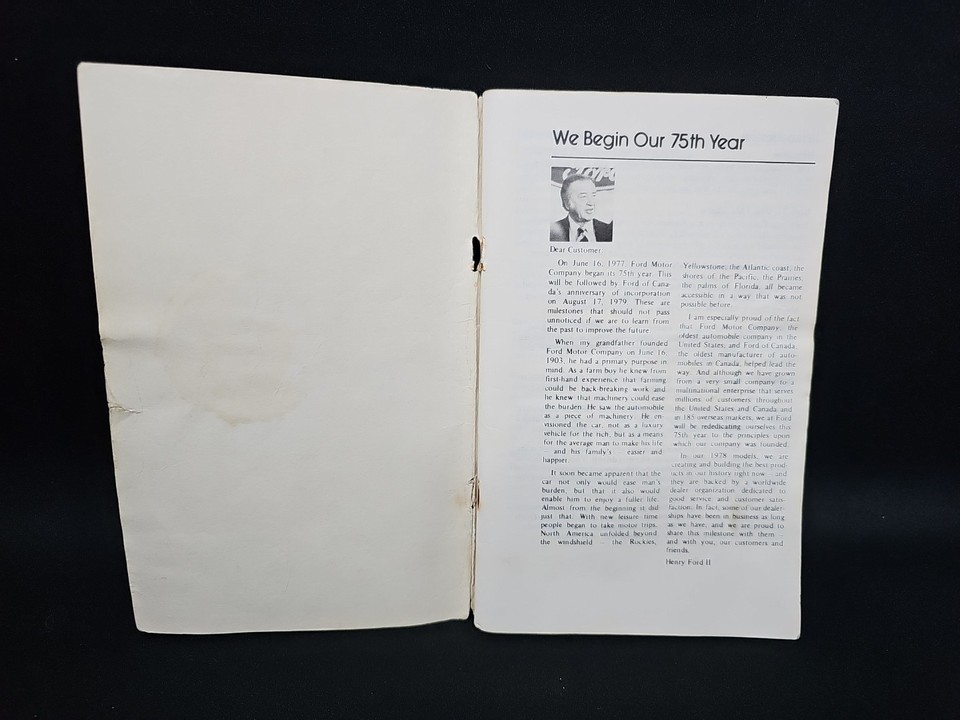 We Begin Our 75th Year
Ford
Dear Customer:
On June 16, 1977, Ford Motor
Company began its 75th year. This
will be followed by Ford of Cana-
da's anniversary of incorporation
on August 17, 1979. These are
milestones that should not pass
unnoticed if we are to learn from
the past to improve the future.
When my grandfather founded
Ford Motor Company on June 16,
1903, he had a primary purpose in
mind. As a farm boy he knew from
first-hand experience that farming
could be back-breaking work and
he knew that machinery could ease
the burden. He saw the automobile
as a piece of machinery. He en-
visioned the car, not as a luxury
vehicle for the rich, but as a means
for the average man to make his life
— and his family's — easier and
happier.
It soon became apparent that the
car not only would ease man's
burden; but that it also would
enable him to enjoy a fuller life.
Almost from the beginning it did
just that. With new leisure time
people began to take motor trips.
North America unfolded beyond
the windshield — the Rockies,
Yellowstone, the Atlantic coast, the
shores of the Pacific, the Prairies,
the palms of Florida, all became
accessible in a way that was not
possible before.
I am especially proud of the fact
that Ford Motor Company, the
oldest automobile company in the
United States, and Ford of Canada,
the oldest manufacturer of auto-
mobiles in Canada, helped lead the
way. And although we have grown
from a very small company to a
multinational enterprise that serves
millions of customers throughout
the United States and Canada and
in 185 overseas markets, we at Ford
will be rededicating ourselves this
75th year to the principles upon
which our company was founded.
In our 1978 models, we are
creating and building the best prod-
ucts in our history right now — and
they are backed by a worldwide
dealer organization dedicated to
good service and customer satis-
faction. In fact, some of our dealer-
ships have been in business as long
as we have, and we are proud to
share this milestone with them —
and with you, our customers and
friends.
Henry Ford II